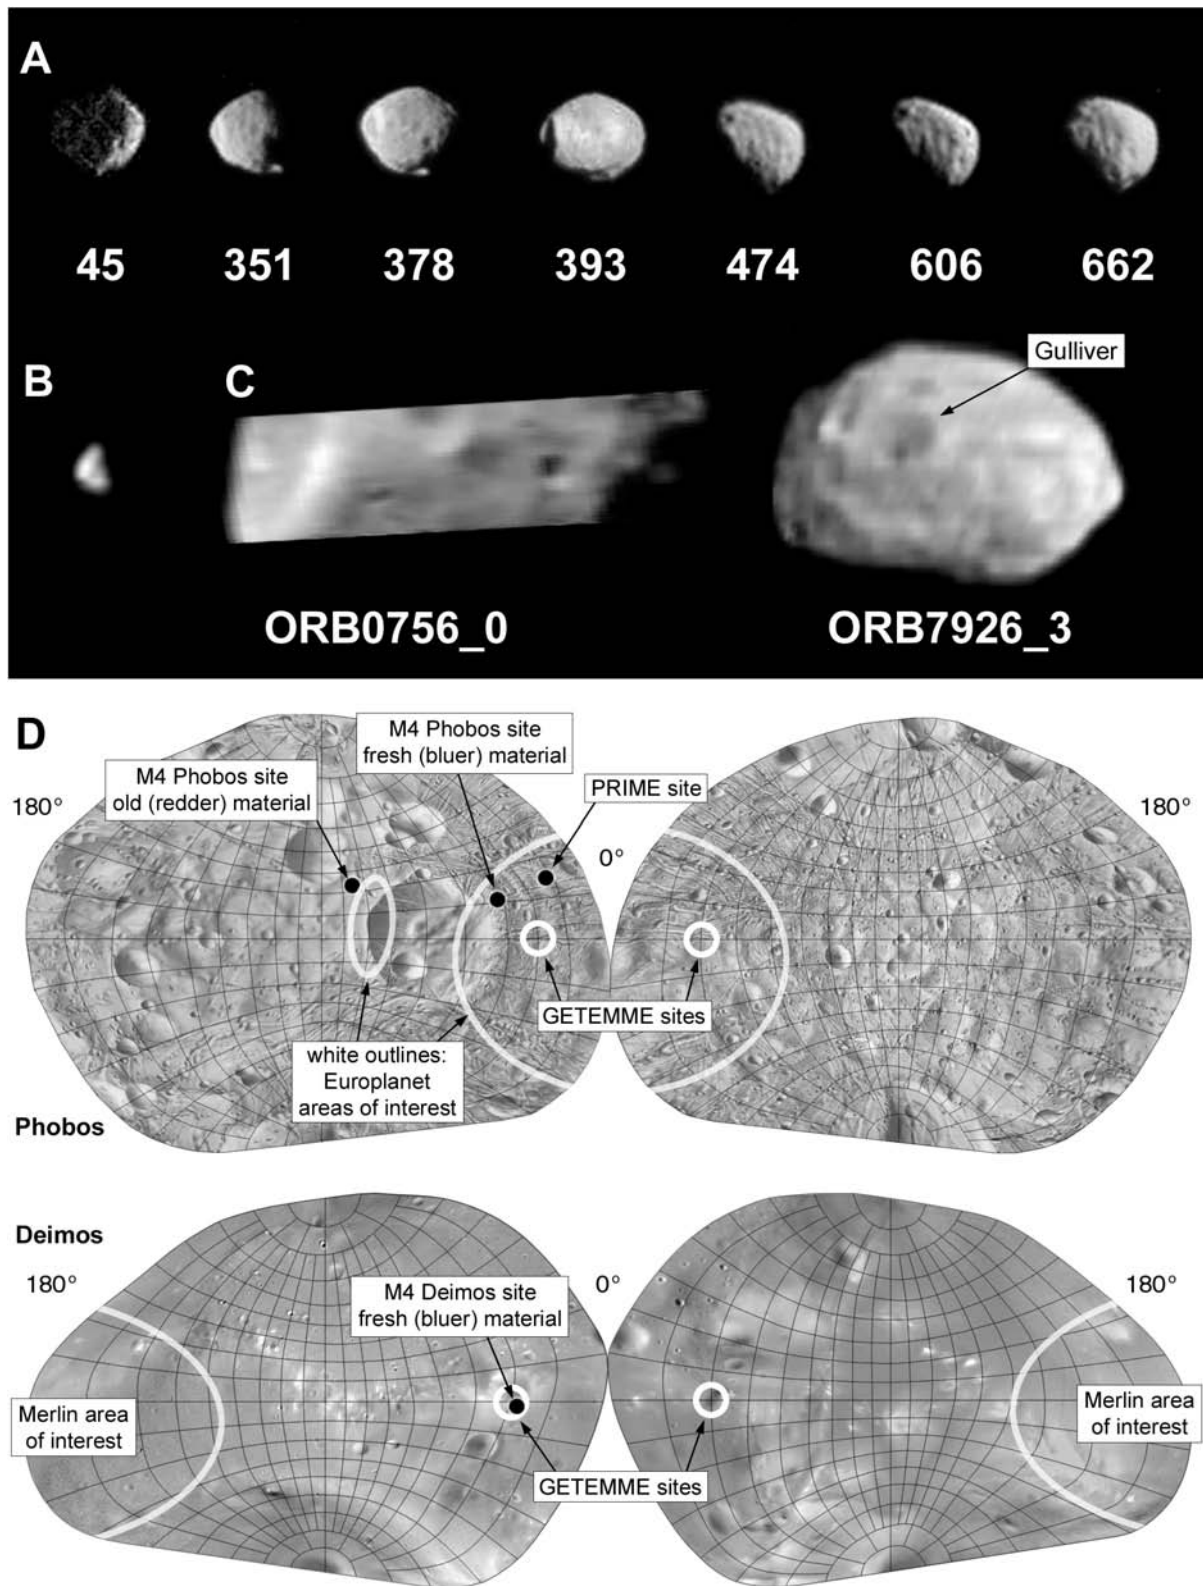 A
45 351 378 393 474 606 662
B
C
Gulliver
ORB0756_0
ORB7926_3
D
M4 Phobos site
fresh (bluer) material
M4 Phobos site
old (redder) material
PRIME site
180°
0°
180°
GETEMME sites
white outlines:
Europlanet
areas of interest
Phobos
Deimos
180°
M4 Deimos site
fresh (bluer) material
0°
180°
Merlin area
of interest
Merlin area
of interest
GETEMME sites